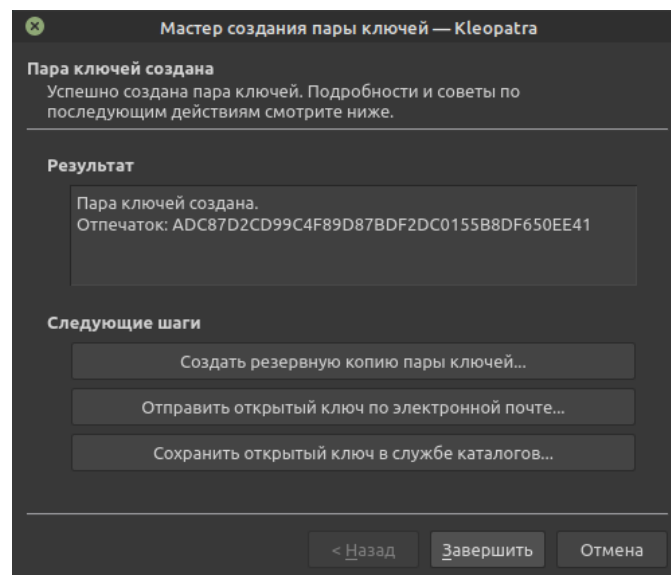 Мастер создания пары ключей — Kleopatra
Пара ключей создана
Успешно создана пара ключей. Подробности и советы по
последующим действиям смотрите ниже.
Результат
Пара ключей создана.
Отпечаток: ADC87D2CD99C4F89D87BDF2DC0155B8DF650EE41
Следующие шаги
Создать резервную копию пары ключей...
Отправить открытый ключ по электронной почте...
Сохранить открытый ключ в службе каталогов...
< Назад
Завершить
Отмена